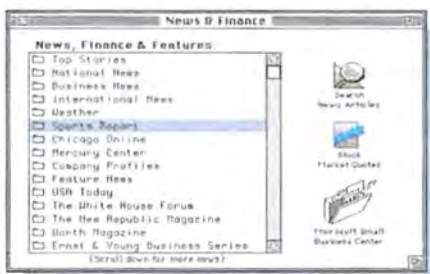 News & Finance
News, Finance & Features:
Top Stories
National News
Business News
International News
Weather
Sports Report
Chicago Online
Mercury Center
Company Profiles
Feature News
USA Today
The White House Forum
The New Republic Magazine
Worth Magazine
Ernst & Young Business Series
(Scroll down for more news)
Search
News Articles
Stock
Market Quotes
Microsoft Small
Business Center